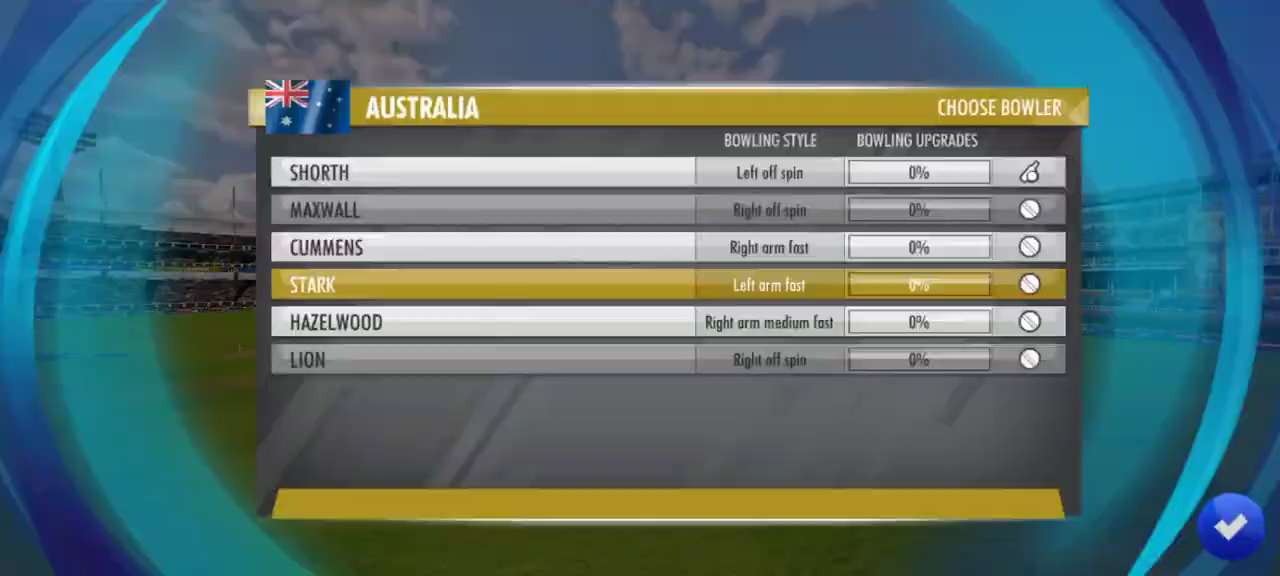 AUSTRALIA CHOOSE BOWLER
BOWLING STYLE BOWLING UPGRADES
SHORTH Left off spin 0%
MAXWALL Right off spin 0%
CUMMENS Right arm fast 0%
STARK Left arm fast 0%
HAZELWOOD Right arm medium fast 0%
LION Right off spin 0%